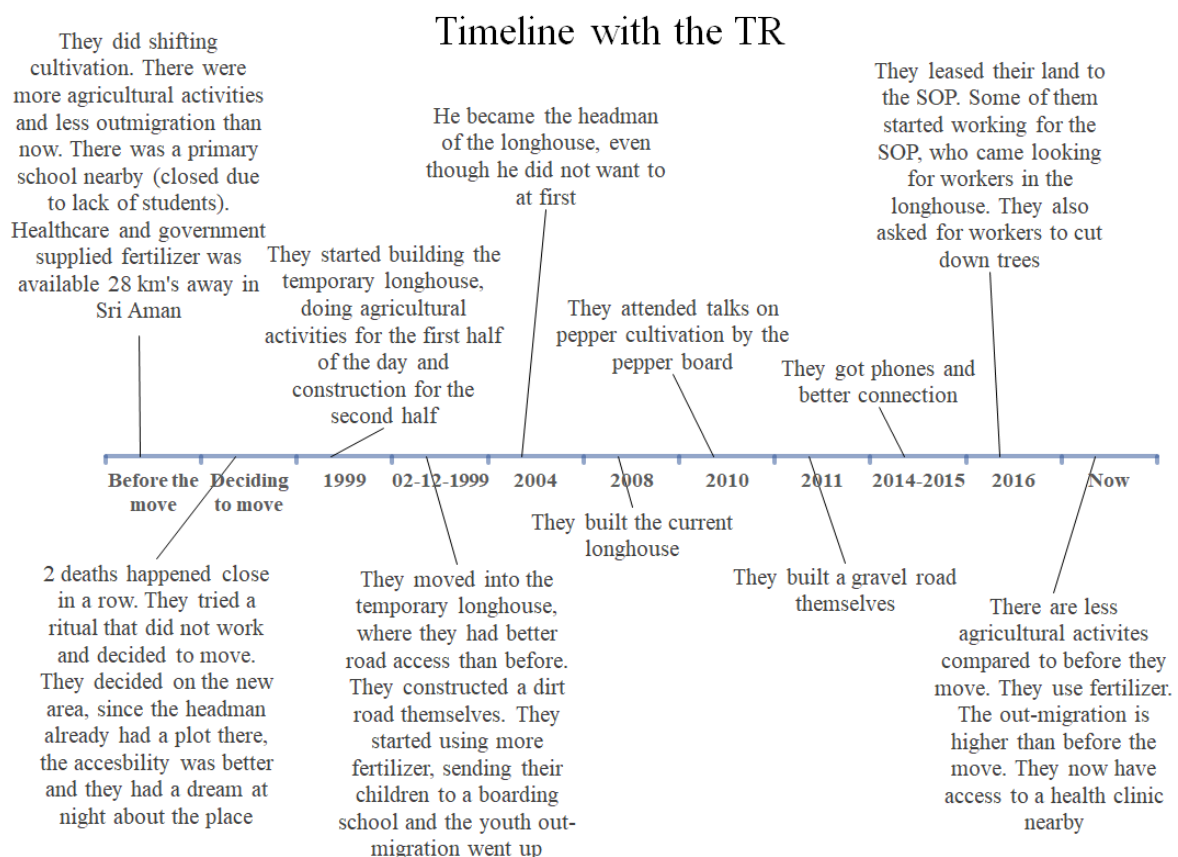 Timeline with the TR
They did shifting
cultivation. There were
more agricultural activities
and less outmigration than
now. There was a primary
school nearby (closed due
to lack of students).
Healthcare and government
supplied fertilizer was
available 28 km's away in
Sri Aman
They started building the
temporary longhouse,
doing agricultural
activities for the first half
of the day and
construction for the
second half
He became the headman
of the longhouse, even
though he did not want to
at first
They attended talks on
pepper cultivation by the
pepper board
They got phones and
better connection
They leased their land to
the SOP. Some of them
started working for the
SOP, who came looking
for workers in the
longhouse. They also
asked for workers to cut
down trees
Before the
move
Deciding
to move
1999
02-12-1999
2004
2008
2010
2011
2014-2015
2016
Now
2 deaths happened close
in a row. They tried a
ritual that did not work
and decided to move.
They decided on the new
area, since the headman
already had a plot there,
the accesbility was better
and they had a dream at
night about the place
They moved into the
temporary longhouse,
where they had better
road access than before.
They constructed a dirt
road themselves. They
started using more
fertilizer, sending their
children to a boarding
school and the youth out-
migration went up
They built the current
longhouse
They built a gravel road
themselves
There are less
agricultural activites
compared to before they
move. They use fertilizer.
The out-migration is
higher than before the
move. They now have
access to a health clinic
nearby